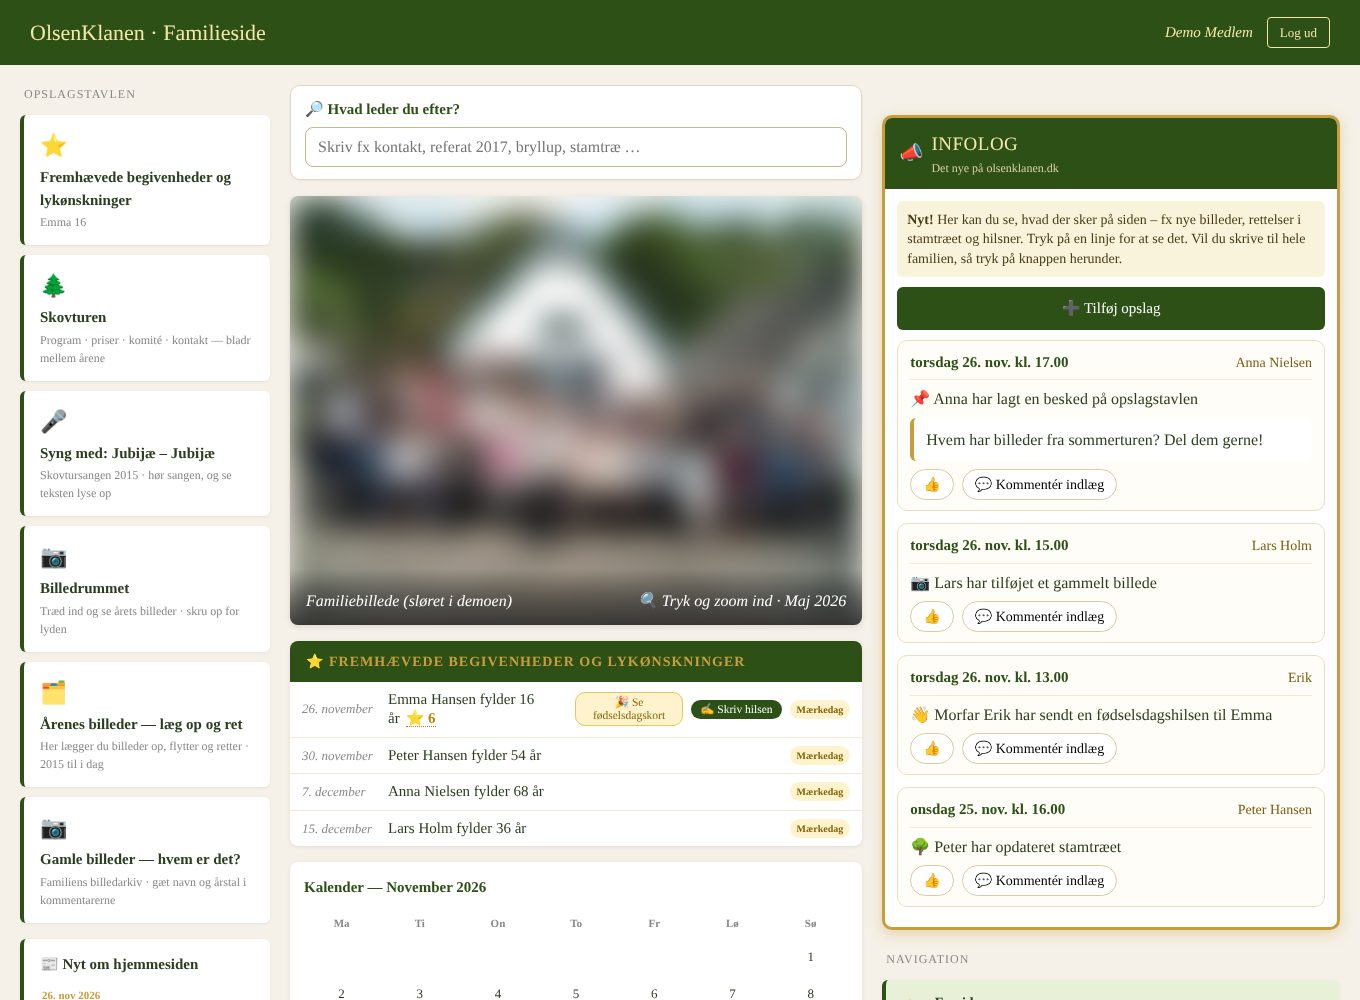 OlsenKlanen · Familieside
Demo Medlem
Log ud
OPSLAGSTAVLEN
Fremhævede begivenheder og
lykønskninger
Emma 16
Skovturen
Program · priser · komité · kontakt — bladr
mellem årene
Syng med: Jubijæ – Jubijæ
Skovtursangen 2015 · hør sangen, og se
teksten lyse op
Billedrummet
Træd ind og se årets billeder · skru op for
lyden
Årenes billeder — læg op og ret
Her lægger du billeder op, flytter og retter ·
2015 til i dag
Gamle billeder — hvem er det?
Familiens billedarkiv · gæt navn og årstal i
kommentarerne
Nyt om hjemmesiden
26. nov 2026
Hvad leder du efter?
Skriv fx kontakt, referat 2017, bryllup, stamtræ …
Familiebillede (sløret i demoen)
Tryk og zoom ind · Maj 2026
FREMHÆVEDE BEGIVENHEDER OG LYKØNSKNINGER
26. november
Emma Hansen fylder 16
år ⭐ 6
🎉 Se
fødselsdagskort
✍ Skriv hilsen
Mærkedag
30. november
Peter Hansen fylder 54 år
Mærkedag
7. december
Anna Nielsen fylder 68 år
Mærkedag
15. december
Lars Holm fylder 36 år
Mærkedag
Kalender — November 2026
Ma Ti On To Fr Lø Sø
1
2 3 4 5 6 7 8
INFOLOG
Det nye på olsenklanen.dk
Nyt! Her kan du se, hvad der sker på siden – fx nye billeder, rettelser i
stamtræet og hilsner. Tryk på en linje for at se det. Vil du skrive til hele
familien, så tryk på knappen herunder.
➕ Tilføj opslag
torsdag 26. nov. kl. 17.00
Anna Nielsen
Anna har lagt en besked på opslagstavlen
Hvem har billeder fra sommerturen? Del dem gerne!
Kommentér indlæg
torsdag 26. nov. kl. 15.00
Lars Holm
Lars har tilføjet et gammelt billede
Kommentér indlæg
torsdag 26. nov. kl. 13.00
Erik
Morfar Erik har sendt en fødselsdagshilsen til Emma
Kommentér indlæg
onsdag 25. nov. kl. 16.00
Peter Hansen
Peter har opdateret stamtræet
Kommentér indlæg
NAVIGATION